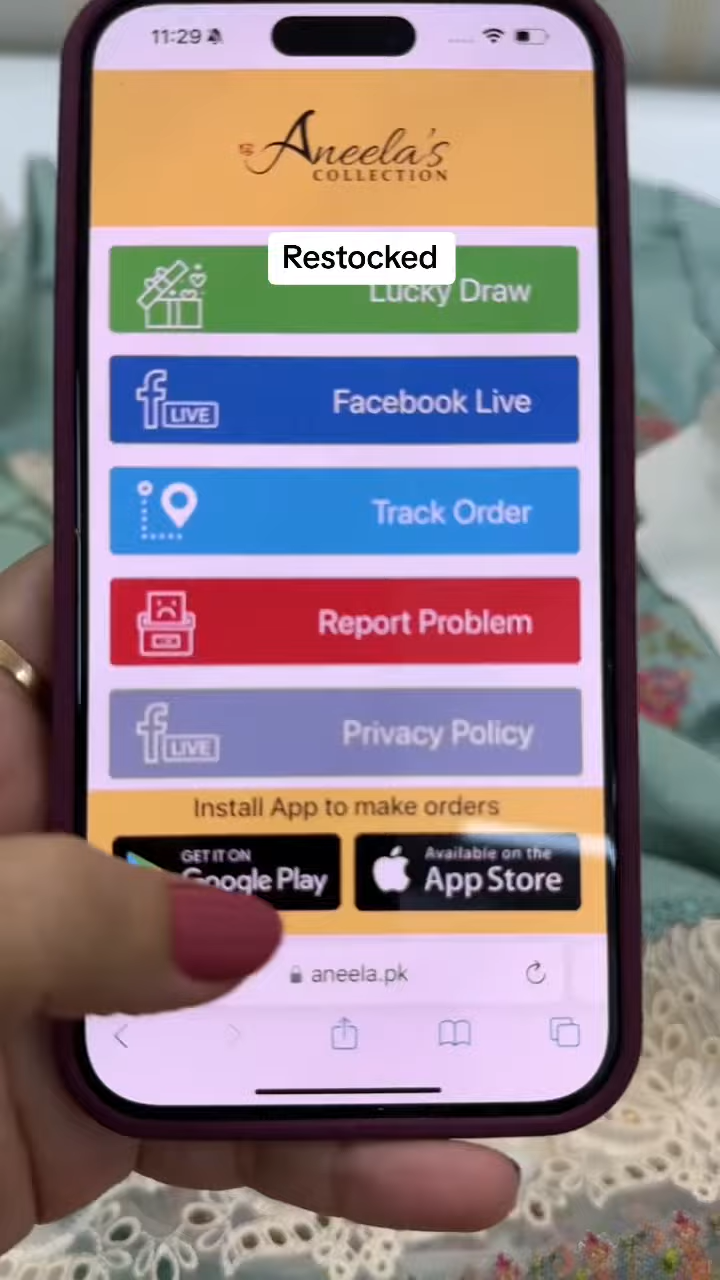 11:29
Aneela's
COLLECTION
Restocked
Lucky Draw
LIVE
Facebook Live
Track Order
Report Problem
LIVE
Privacy Policy
Install App to make orders
GET IT ON
Google Play
Available on the
App Store
aneela.pk